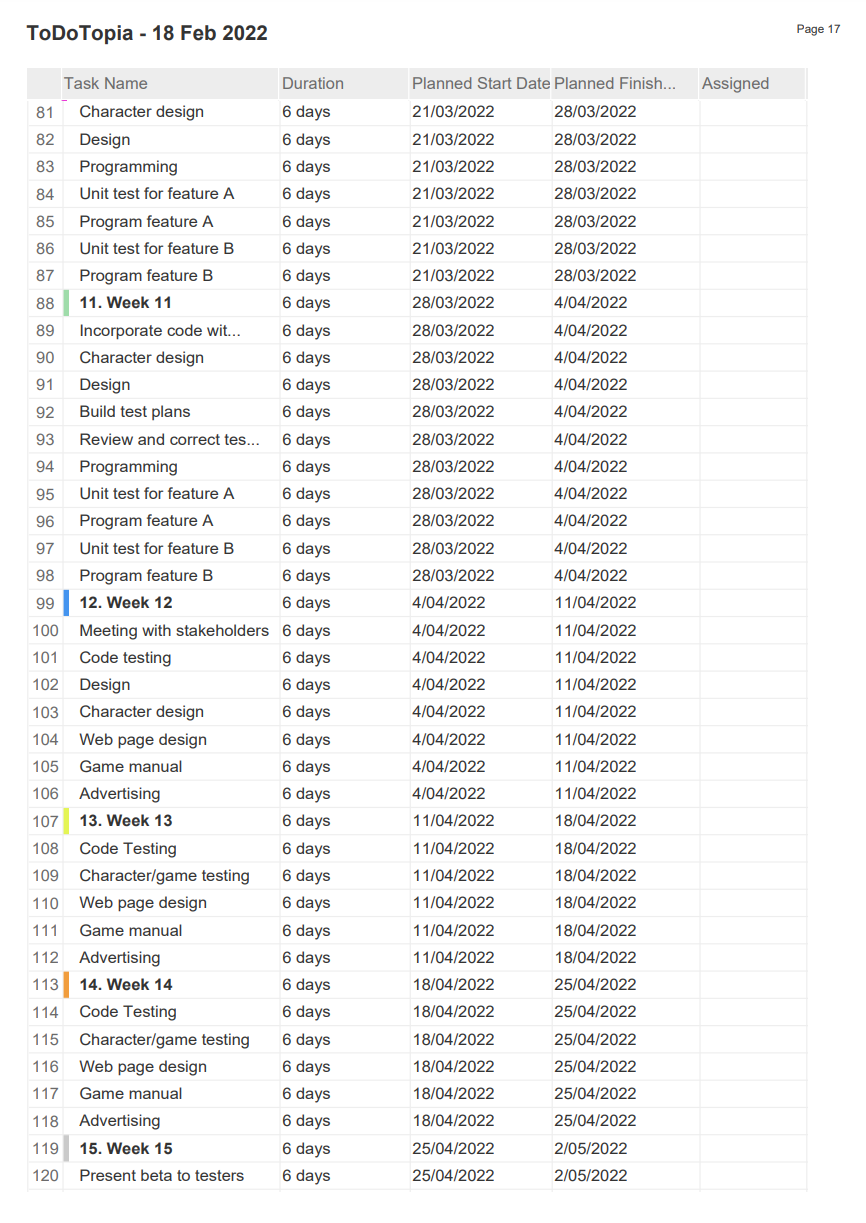 ToDoTopia - 18 Feb 2022
Page 17
Task Name Duration Planned Start Date Planned Finish... Assigned
81 Character design 6 days 21/03/2022 28/03/2022
82 Design 6 days 21/03/2022 28/03/2022
83 Programming 6 days 21/03/2022 28/03/2022
84 Unit test for feature A 6 days 21/03/2022 28/03/2022
85 Program feature A 6 days 21/03/2022 28/03/2022
86 Unit test for feature B 6 days 21/03/2022 28/03/2022
87 Program feature B 6 days 21/03/2022 28/03/2022
88 11. Week 11 6 days 28/03/2022 4/04/2022
89 Incorporate code wit... 6 days 28/03/2022 4/04/2022
90 Character design 6 days 28/03/2022 4/04/2022
91 Design 6 days 28/03/2022 4/04/2022
92 Build test plans 6 days 28/03/2022 4/04/2022
93 Review and correct tes... 6 days 28/03/2022 4/04/2022
94 Programming 6 days 28/03/2022 4/04/2022
95 Unit test for feature A 6 days 28/03/2022 4/04/2022
96 Program feature A 6 days 28/03/2022 4/04/2022
97 Unit test for feature B 6 days 28/03/2022 4/04/2022
98 Program feature B 6 days 28/03/2022 4/04/2022
99 12. Week 12 6 days 4/04/2022 11/04/2022
100 Meeting with stakeholders 6 days 4/04/2022 11/04/2022
101 Code testing 6 days 4/04/2022 11/04/2022
102 Design 6 days 4/04/2022 11/04/2022
103 Character design 6 days 4/04/2022 11/04/2022
104 Web page design 6 days 4/04/2022 11/04/2022
105 Game manual 6 days 4/04/2022 11/04/2022
106 Advertising 6 days 4/04/2022 11/04/2022
107 13. Week 13 6 days 11/04/2022 18/04/2022
108 Code Testing 6 days 11/04/2022 18/04/2022
109 Character/game testing 6 days 11/04/2022 18/04/2022
110 Web page design 6 days 11/04/2022 18/04/2022
111 Game manual 6 days 11/04/2022 18/04/2022
112 Advertising 6 days 11/04/2022 18/04/2022
113 14. Week 14 6 days 18/04/2022 25/04/2022
114 Code Testing 6 days 18/04/2022 25/04/2022
115 Character/game testing 6 days 18/04/2022 25/04/2022
116 Web page design 6 days 18/04/2022 25/04/2022
117 Game manual 6 days 18/04/2022 25/04/2022
118 Advertising 6 days 18/04/2022 25/04/2022
119 15. Week 15 6 days 25/04/2022 2/05/2022
120 Present beta to testers 6 days 25/04/2022 2/05/2022